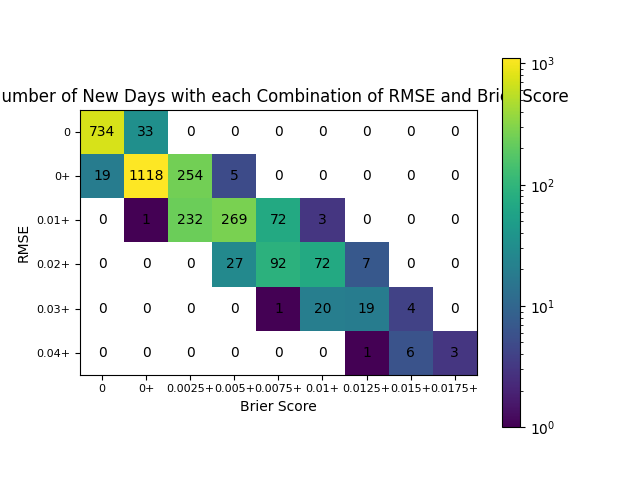 umber of New Days with each Combination of RMSE and Brier Score
0 734 33 0 0 0 0 0 0 0
0+ 19 1118 254 5 0 0 0 0 0
0.01+ 0 1 232 269 72 3 0 0 0
0.02+ 0 0 0 27 92 72 7 0 0
0.03+ 0 0 0 0 1 20 19 4 0
0.04+ 0 0 0 0 0 0 1 6 3
RMSE
0 0+ 0.0025+ 0.005+ 0.0075+ 0.01+ 0.0125+ 0.015+ 0.0175+
Brier Score
10³
10²
10¹
10⁰